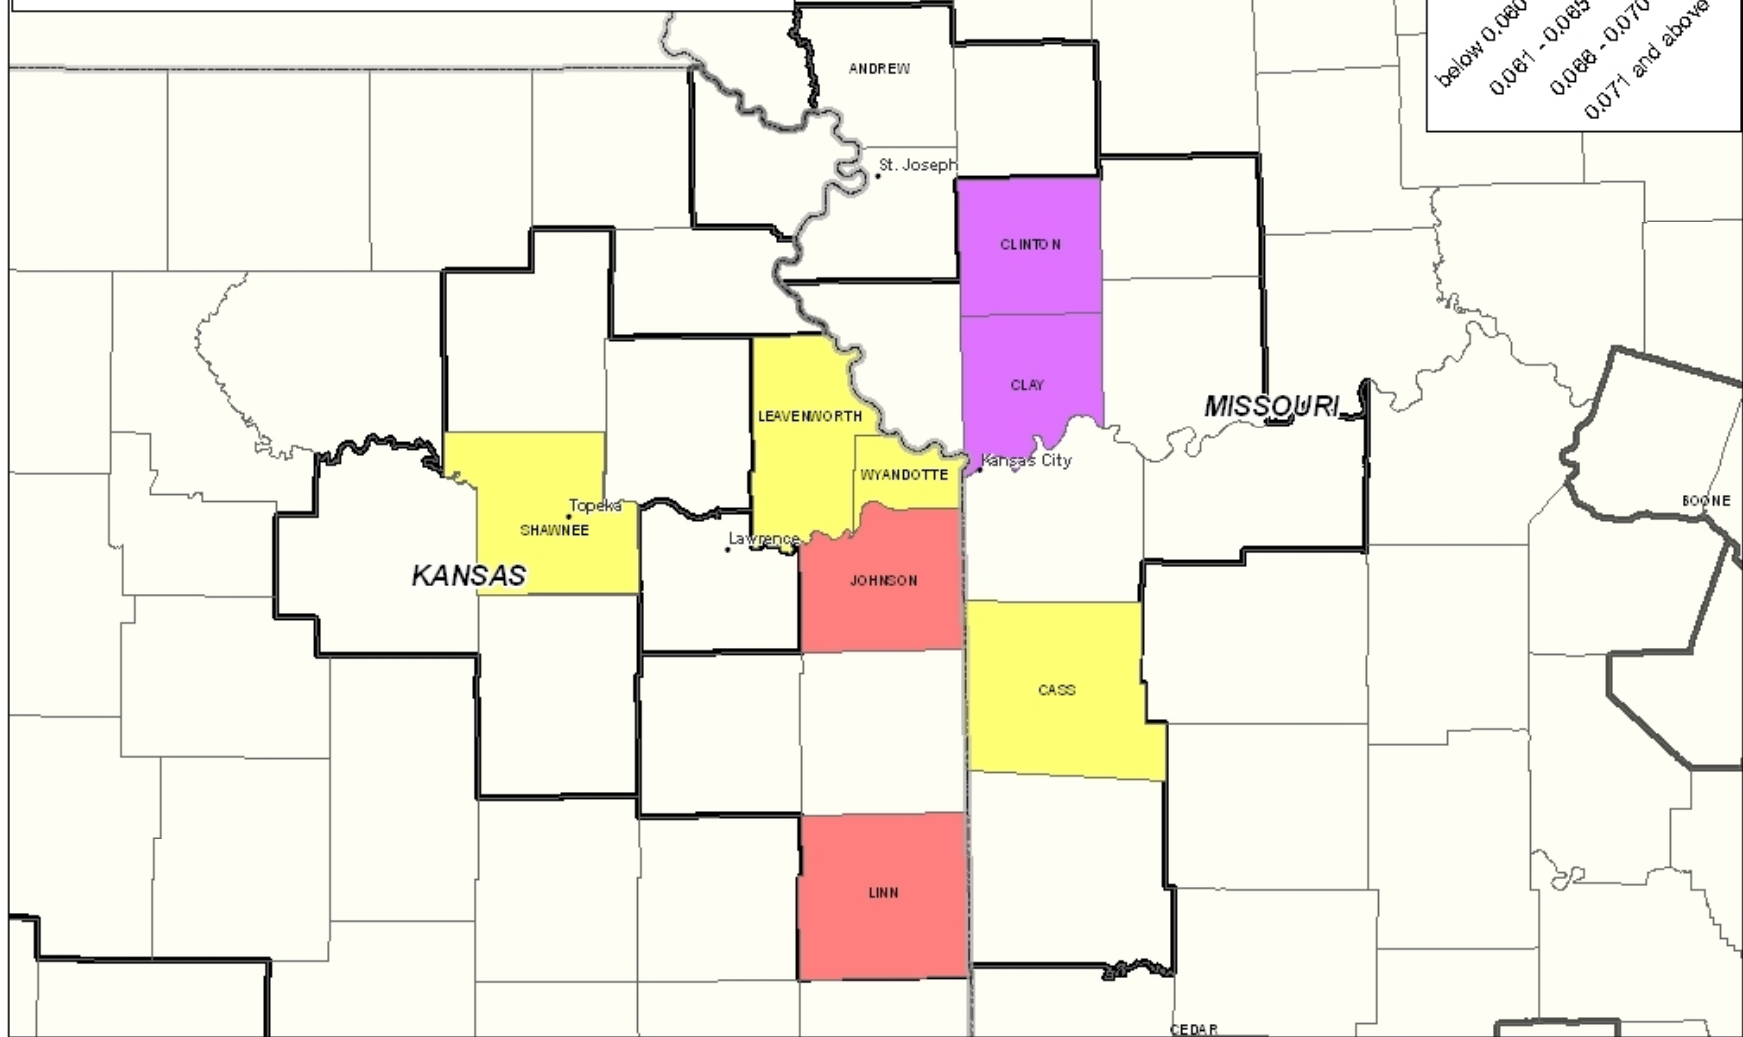 below 0.060
0.061 - 0.065
0.066 - 0.070
0.071 and above
ANDREW
St. Joseph
CLINTON
CLAY
MISSOURI
LEAVENWORTH
Kansas City
WYANDOTTE
BOONE
Topeka
SHAWNEE
Lawrence
KANSAS
JOHNSON
CASS
LINN
CEDAR